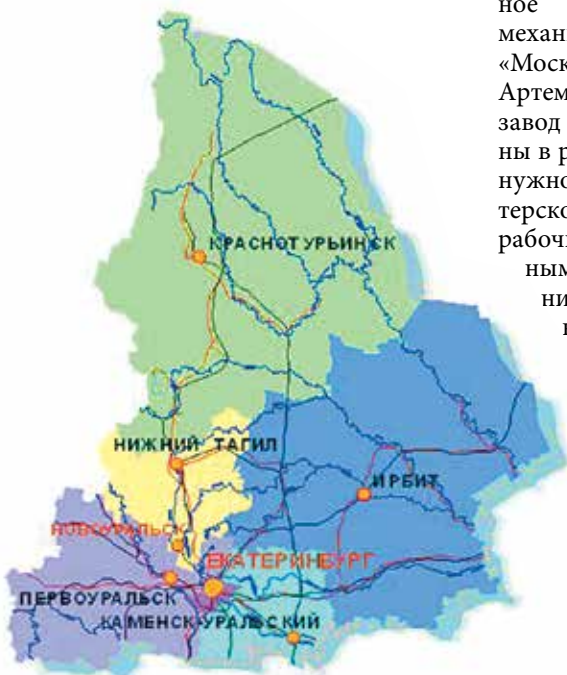 ное
механ
«Моск
Артем
завод
ны в р
нужно
терско
рабоч
ным
ни
КРАСНОТУРЬИНСК
НИЖНИЙ ТАГИЛ
ИРБИТ
НОВОУРАЛЬСК
ЕКАТЕРИНБУРГ
ПЕРВОУРАЛЬСК
КАМЕНСК-УРАЛЬСКИЙ